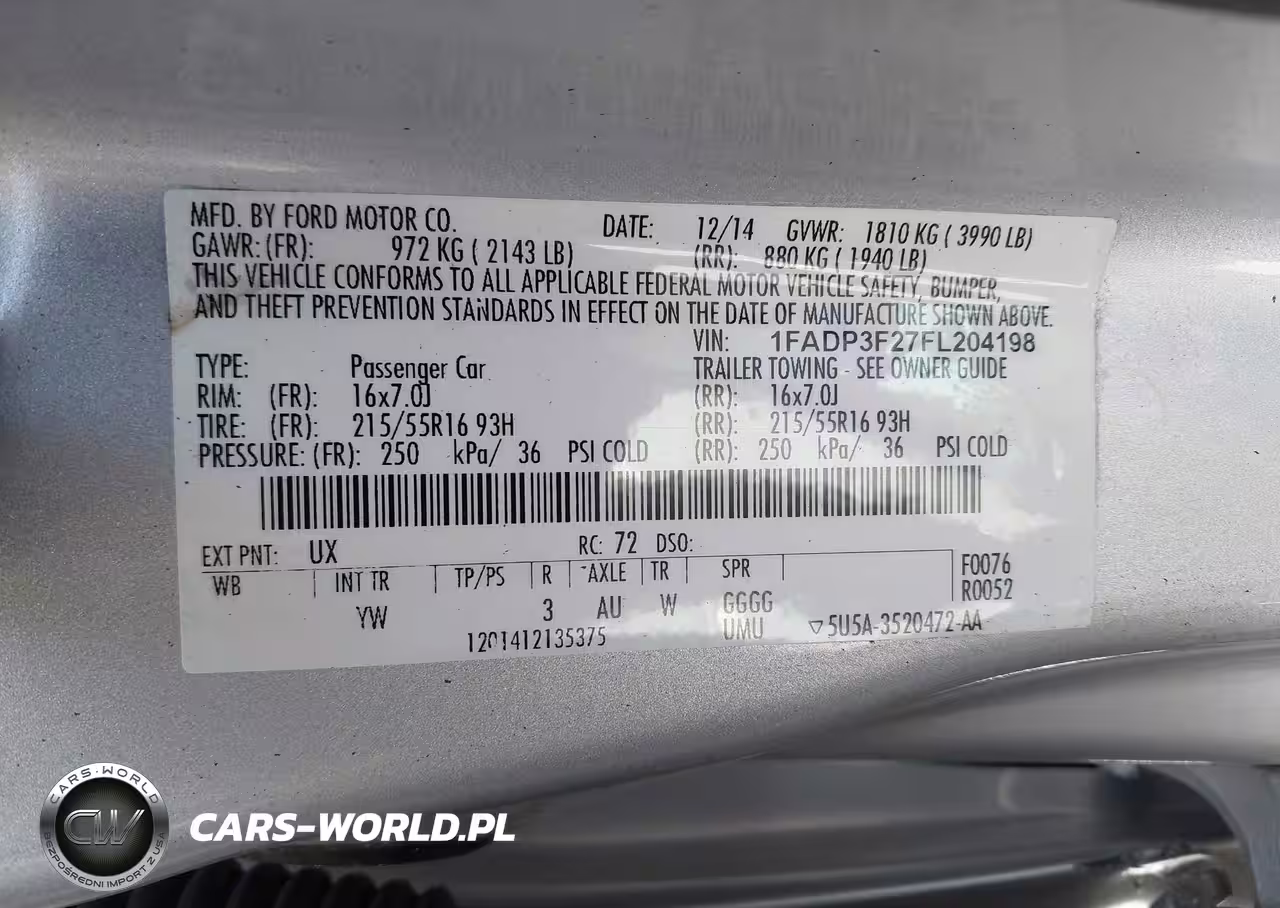 MFD. BY FORD MOTOR CO. DATE: 12/14 GVWR: 1810 KG ( 3990 LB)
GAWR: (FR): 972 KG ( 2143 LB) (RR): 880 KG ( 1940 LB)
THIS VEHICLE CONFORMS TO ALL APPLICABLE FEDERAL MOTOR VEHICLE SAFETY, BUMPER,
AND THEFT PREVENTION STANDARDS IN EFFECT ON THE DATE OF MANUFACTURE SHOWN ABOVE.
VIN: 1FADP3F27FL204198
TYPE: Passenger Car TRAILER TOWING - SEE OWNER GUIDE
RIM: (FR): 16x7.0J (RR): 16x7.0J
TIRE: (FR): 215/55R16 93H (RR): 215/55R16 93H
PRESSURE: (FR): 250 kPa/ 36 PSI COLD (RR): 250 kPa/ 36 PSI COLD
EXT PNT: UX RC: 72 DSO:
WB INT TR TP/PS R AXLE TR SPR F0076
R0052
YW 3 AU W GGGG
1201412135375 UMU ▽5U5A-3520472-AA
CARS-WORLD
CW
BEZPOŚREDNI IMPORT Z USA
CARS-WORLD.PL